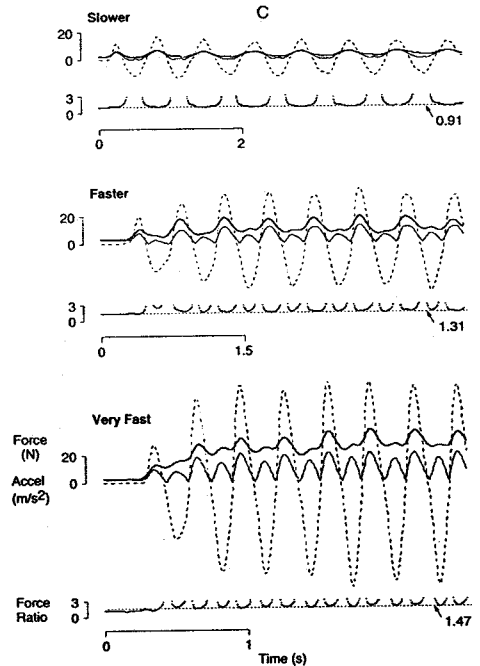 C
Slower
20
0
3
0
0.91
0 2
Faster
20
0
3
0
1.31
0 1.5
Very Fast
Force
(N)
20
Accel 0
(m/s²)
Force 3
Ratio 0
1.47
0 1
Time (s)